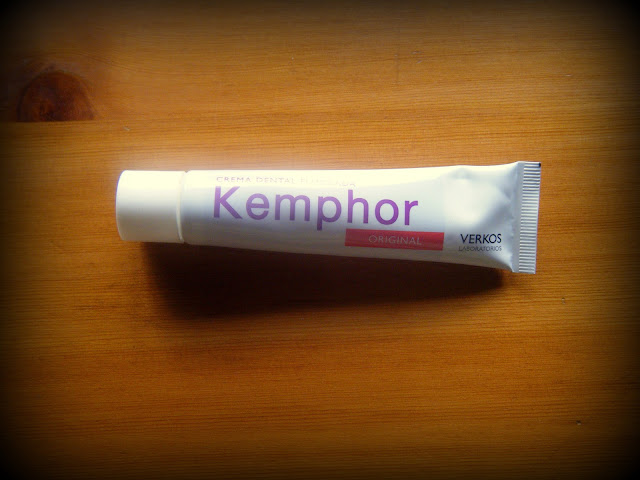 CREMA DENTAL
Kemphor
ORIGINAL
VERKOS
LABORATORIOS